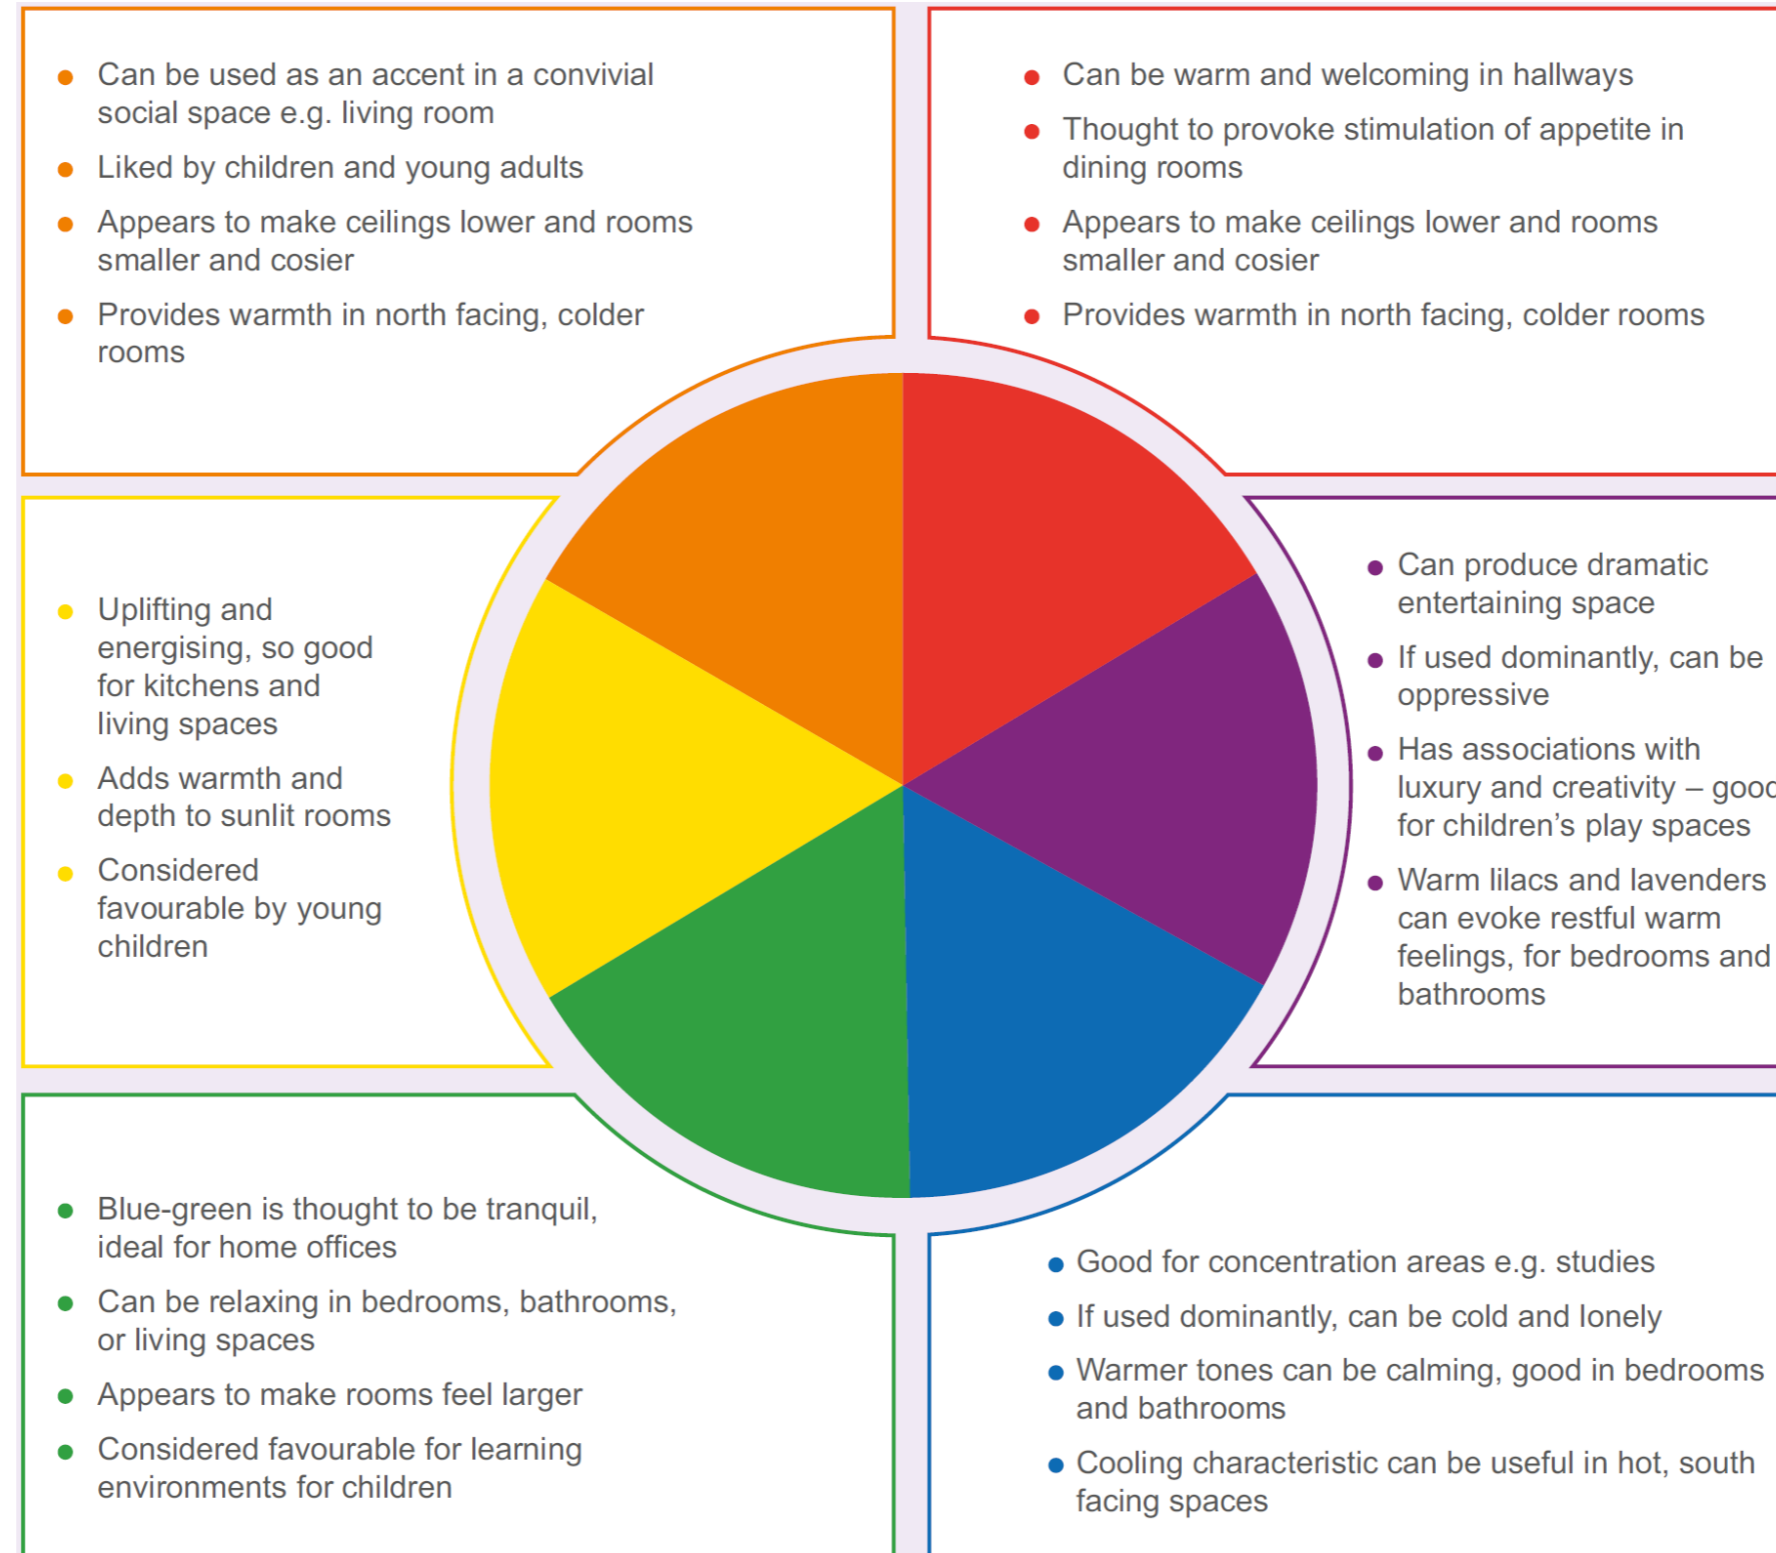 Can be used as an accent in a convivial
social space e.g. living room
Liked by children and young adults
Appears to make ceilings lower and rooms
smaller and cosier
Provides warmth in north facing, colder
rooms
Can be warm and welcoming in hallways
Thought to provoke stimulation of appetite in
dining rooms
Appears to make ceilings lower and rooms
smaller and cosier
Provides warmth in north facing, colder rooms
Uplifting and
energising, so good
for kitchens and
living spaces
Adds warmth and
depth to sunlit rooms
Considered
favourable by young
children
Can produce dramatic
entertaining space
If used dominantly, can be
oppressive
Has associations with
luxury and creativity – good
for children’s play spaces
Warm lilacs and lavenders
can evoke restful warm
feelings, for bedrooms and
bathrooms
Blue-green is thought to be tranquil,
ideal for home offices
Can be relaxing in bedrooms, bathrooms,
or living spaces
Appears to make rooms feel larger
Considered favourable for learning
environments for children
Good for concentration areas e.g. studies
If used dominantly, can be cold and lonely
Warmer tones can be calming, good in bedrooms
and bathrooms
Cooling characteristic can be useful in hot, south
facing spaces